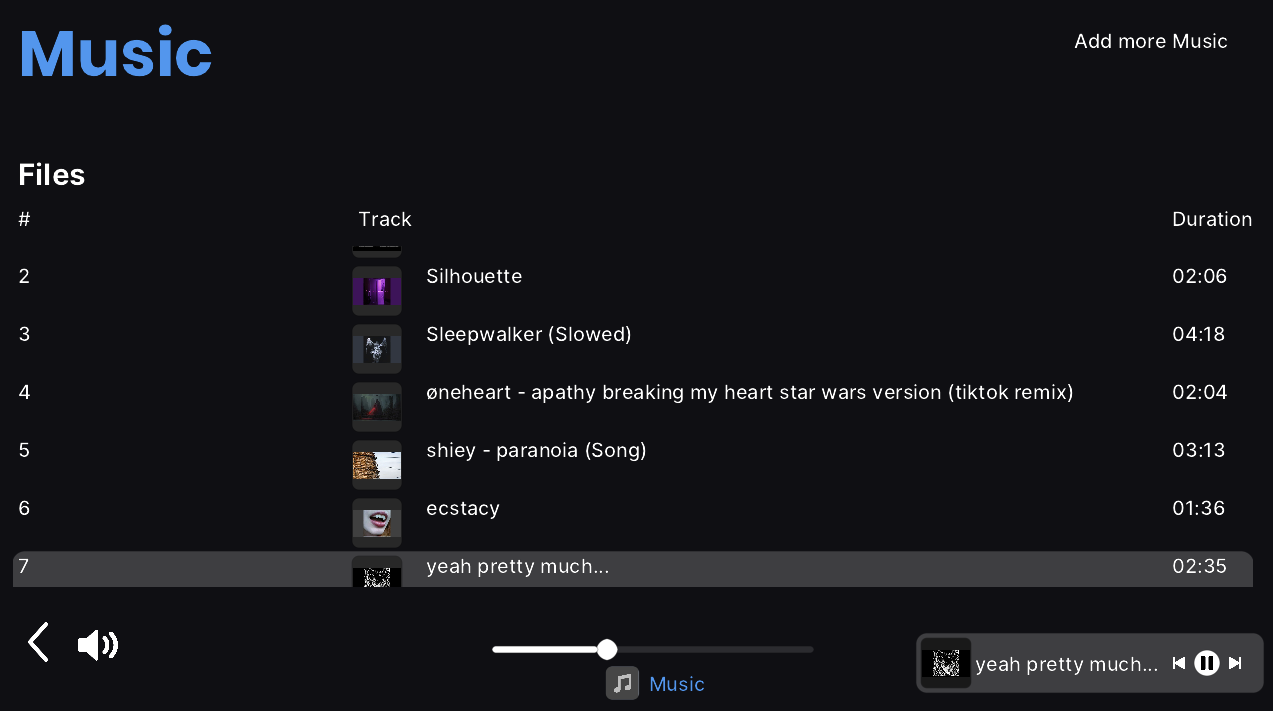 Music
Add more Music
Files
# Track Duration
2 Silhouette 02:06
3 Sleepwalker (Slowed) 04:18
4 øneheart - apathy breaking my heart star wars version (tiktok remix) 02:04
5 shiey - paranoia (Song) 03:13
6 ecstacy 01:36
7 yeah pretty much... 02:35
yeah pretty much...
Music